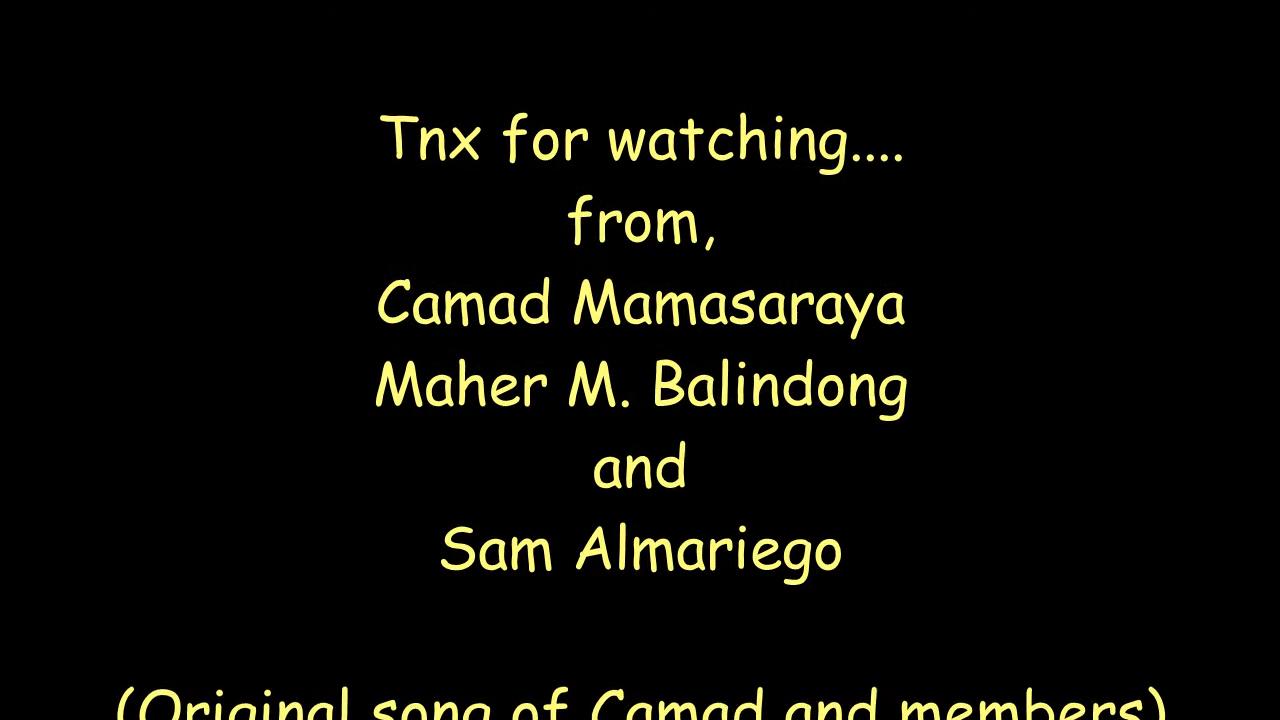 Tnx for watching....
from,
Camad Mamasaraya
Maher M. Balindong
and
Sam Almariego
(Original song of Camad and members)